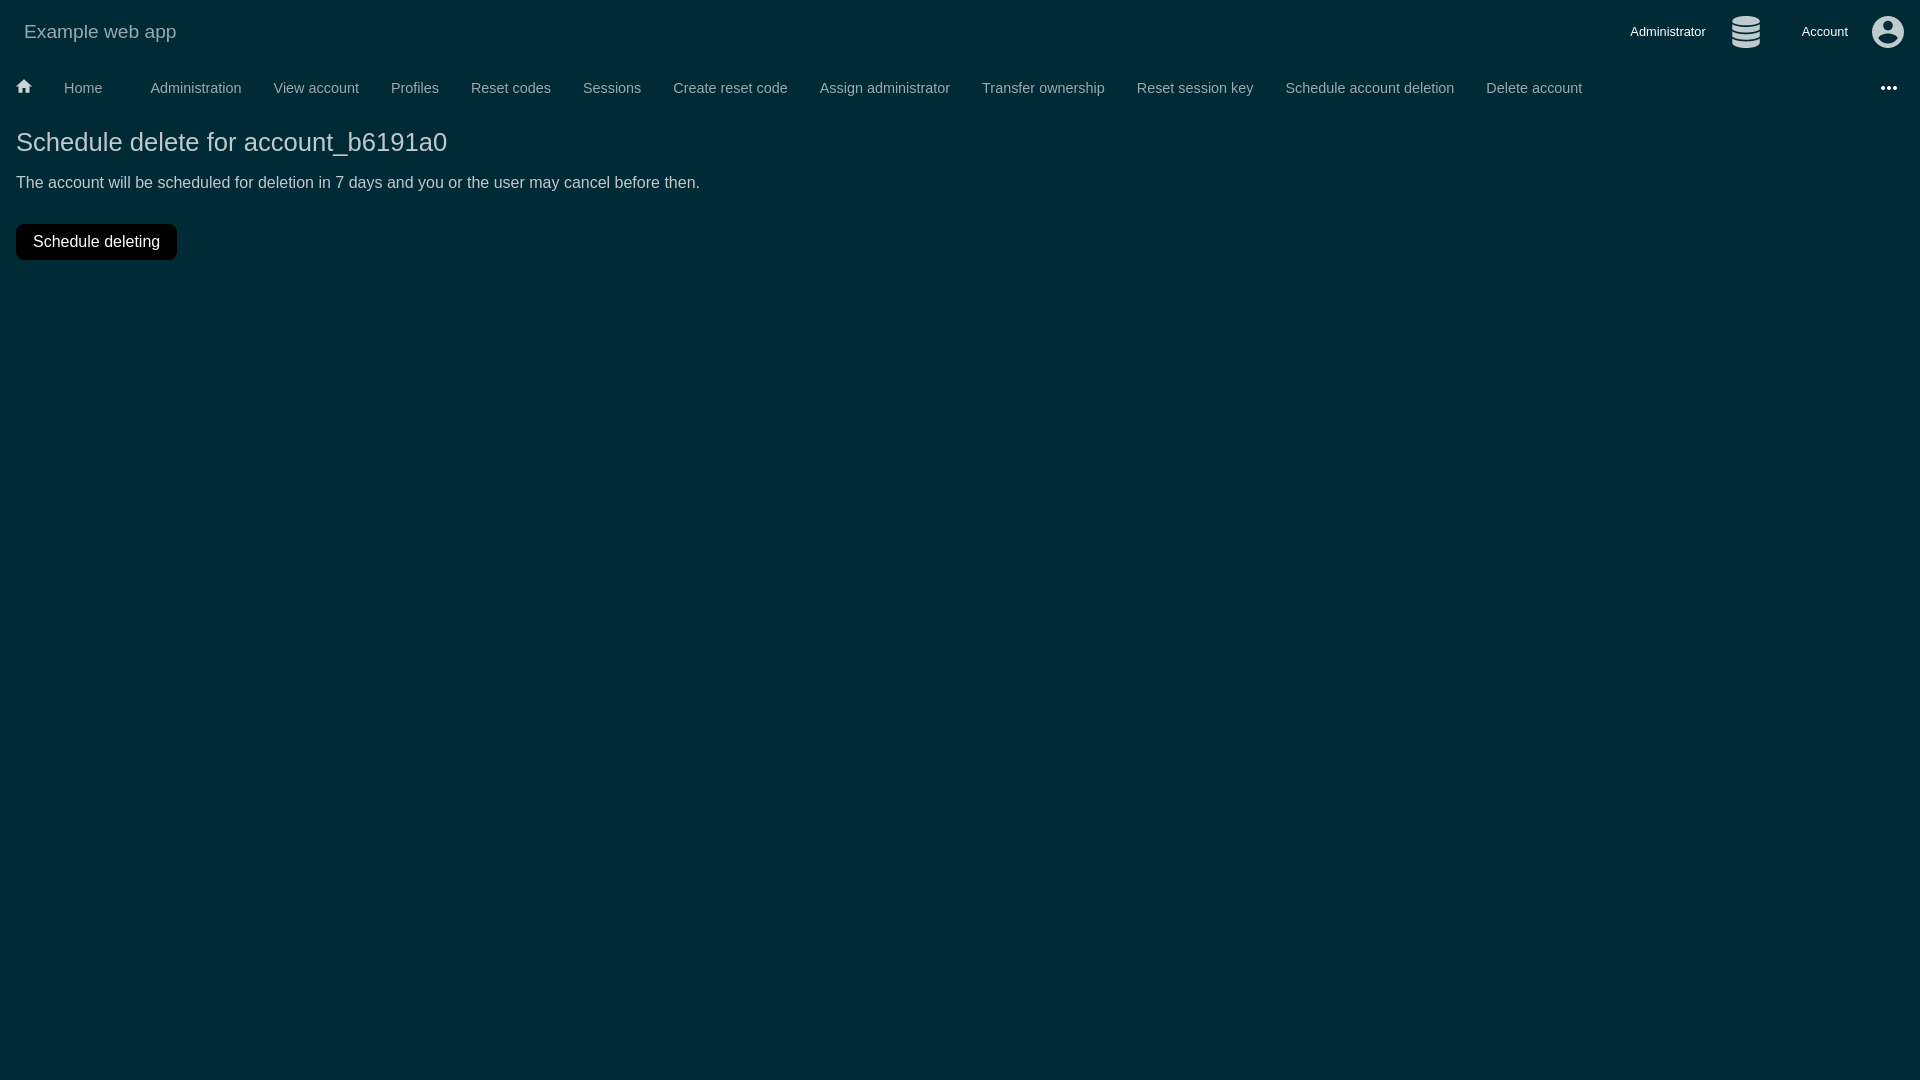 Example web app
Administrator
Account
Home Administration View account Profiles Reset codes Sessions Create reset code Assign administrator Transfer ownership Reset session key Schedule account deletion Delete account
Schedule delete for account_b6191a0
The account will be scheduled for deletion in 7 days and you or the user may cancel before then.
Schedule deleting